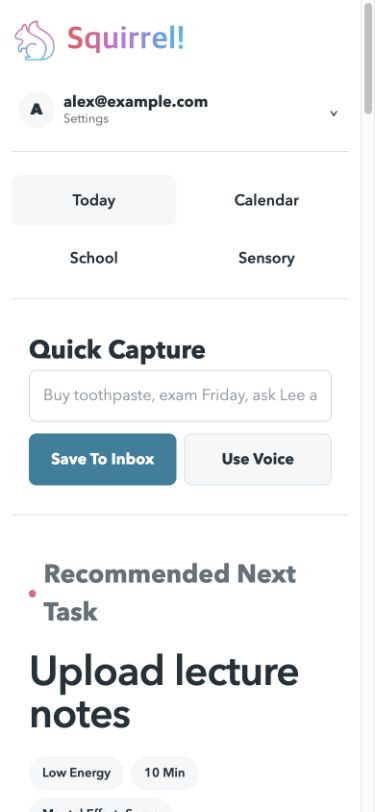 Squirrel!
A
alex@example.com
Settings
Today
Calendar
School
Sensory
Quick Capture
Buy toothpaste, exam Friday, ask Lee a
Save To Inbox
Use Voice
Recommended Next
Task
Upload lecture
notes
Low Energy
10 Min